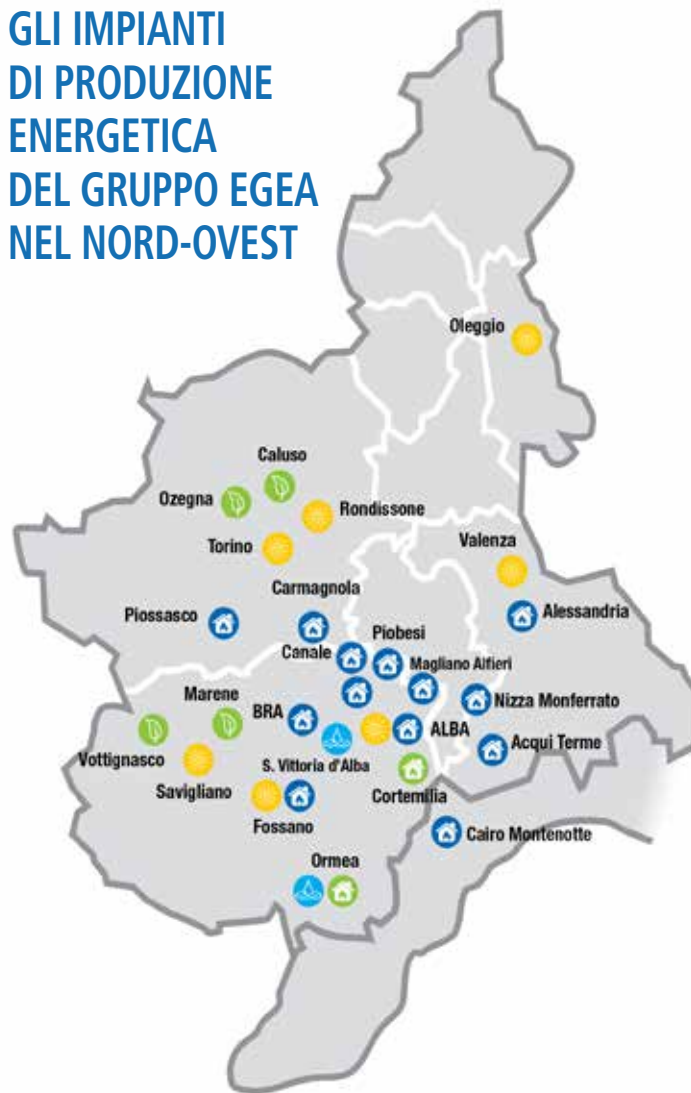 GLI IMPIANTI
DI PRODUZIONE
ENERGETICA
DEL GRUPPO EGEA
NEL NORD-OVEST
Oleggio
Caluso
Ozegna
Rondissone
Torino
Valenza
Carmagnola
Piossasco
Alessandria
Piobesi
Canale
Magliano Alfieri
Marene
Nizza Monferrato
BRA
ALBA
Acqui Terme
Vottignasco
S. Vittoria d'Alba
Savigliano
Cortemilia
Fossano
Cairo Montenotte
Ormea